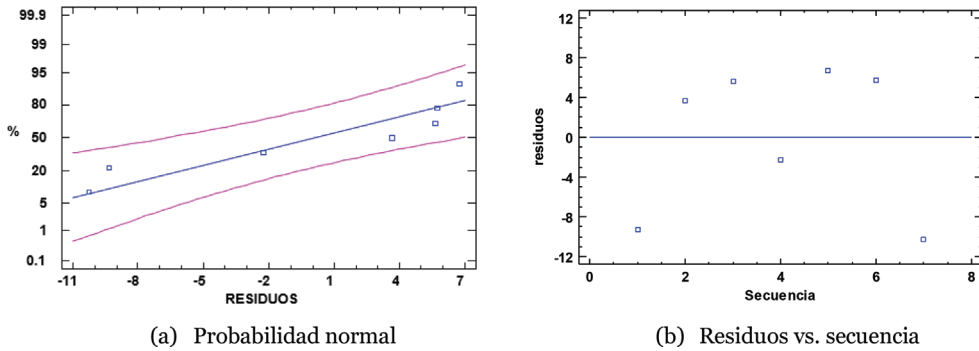 99.9
99
95
80
%
50
20
5
1
0.1
-11 -8 -5 -2 1 4 7
RESIDUOS
(a) Probabilidad normal
12
8
4
residuos
0
-4
-8
-12
0 2 4 6 8
Secuencia
(b) Residuos vs. secuencia